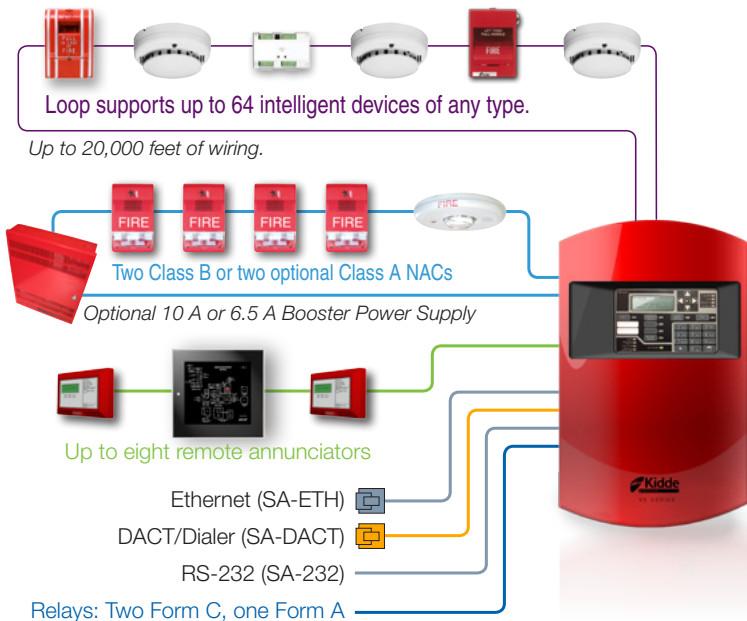 FIRE
Loop supports up to 64 intelligent devices of any type.
Up to 20,000 feet of wiring.
FIRE
FIRE
FIRE
FIRE
FIRE
Two Class B or two optional Class A NACs
Optional 10 A or 6.5 A Booster Power Supply
Up to eight remote annunciators
Ethernet (SA-ETH)
DACT/Dialer (SA-DACT)
RS-232 (SA-232)
Relays: Two Form C, one Form A
Kidde
VS SERIES